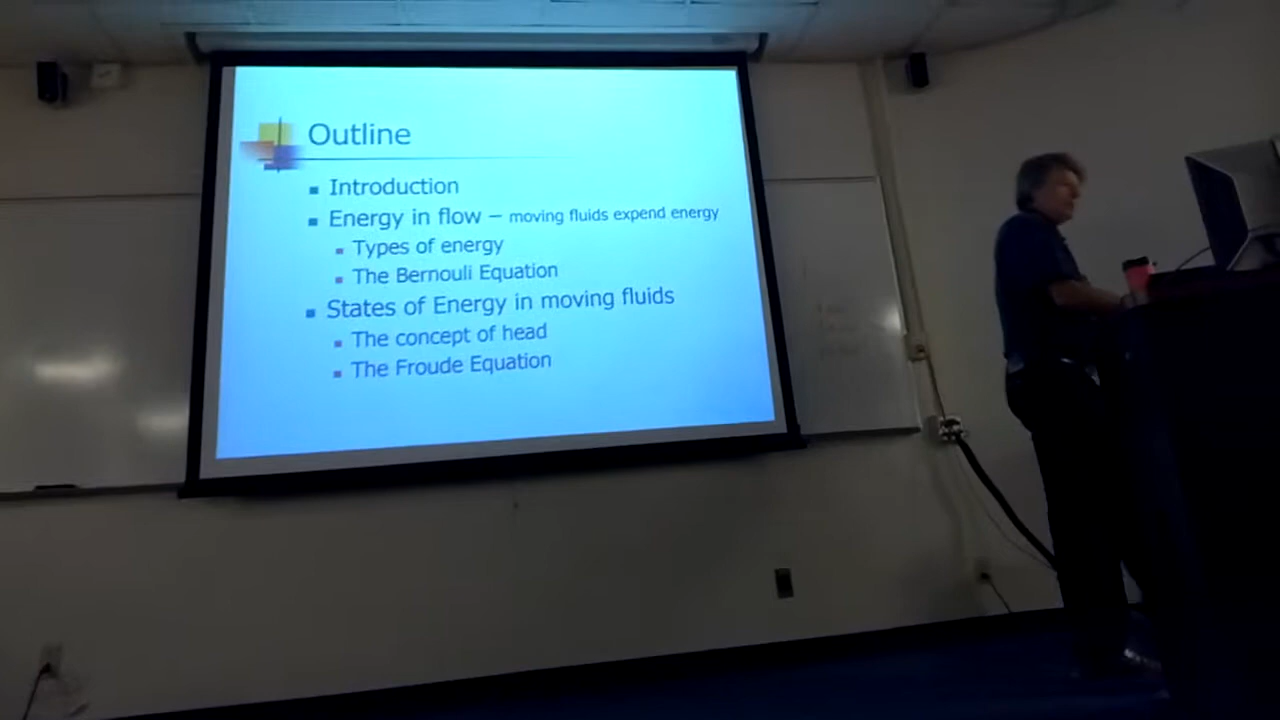 Outline
Introduction
Energy in flow – moving fluids expend energy
Types of energy
The Bernouli Equation
States of Energy in moving fluids
The concept of head
The Froude Equation